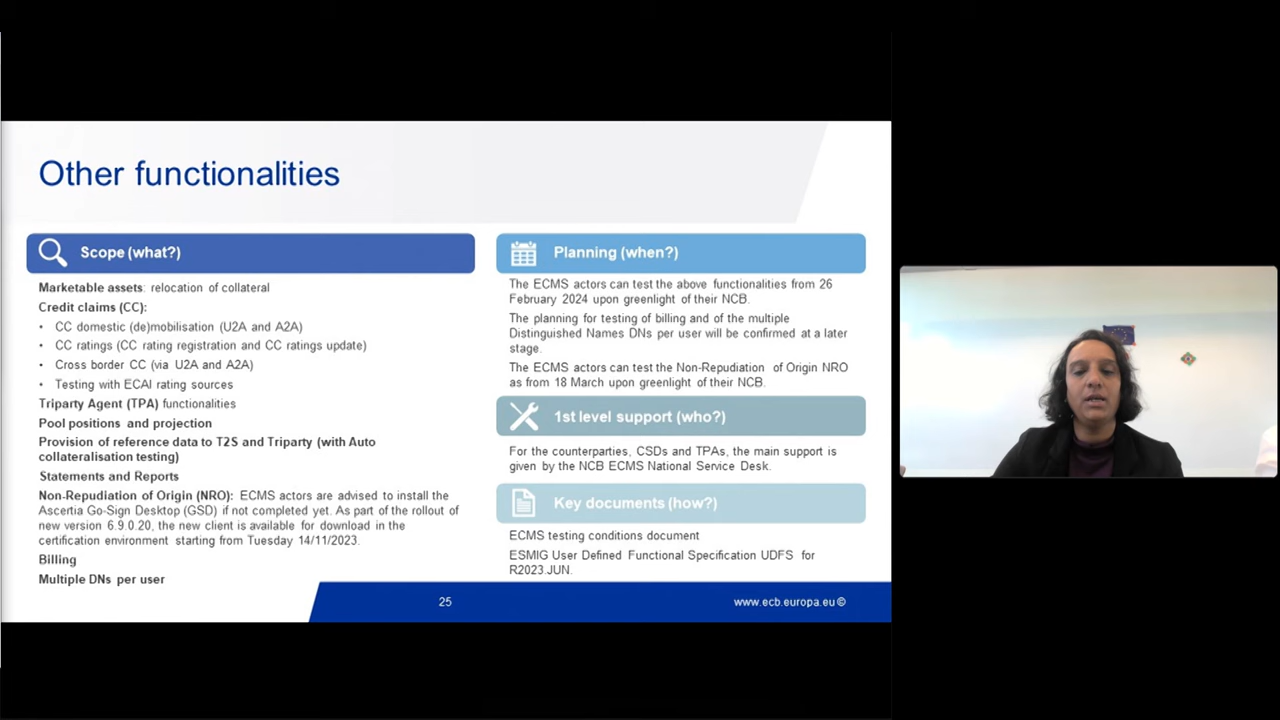 Other functionalities
Scope (what?)
Marketable assets: relocation of collateral
Credit claims (CC):
• CC domestic (de)mobilisation (U2A and A2A)
• CC ratings (CC rating registration and CC ratings update)
• Cross border CC (via U2A and A2A)
• Testing with ECAI rating sources
Triparty Agent (TPA) functionalities
Pool positions and projection
Provision of reference data to T2S and Triparty (with Auto
collateralisation testing)
Statements and Reports
Non-Repudiation of Origin (NRO): ECMS actors are advised to install the
Ascertia Go-Sign Desktop (GSD) if not completed yet. As part of the rollout of
new version 6.9.0.20, the new client is available for download in the
certification environment starting from Tuesday 14/11/2023.
Billing
Multiple DNs per user
Planning (when?)
The ECMS actors can test the above functionalities from 26
February 2024 upon greenlight of their NCB.
The planning for testing of billing and of the multiple
Distinguished Names DNs per user will be confirmed at a later
stage.
The ECMS actors can test the Non-Repudiation of Origin NRO
as from 18 March upon greenlight of their NCB.
1st level support (who?)
For the counterparties, CSDs and TPAs, the main support is
given by the NCB ECMS National Service Desk.
Key documents (how?)
ECMS testing conditions document
ESMIG User Defined Functional Specification UDFS for
R2023.JUN.
25
www.ecb.europa.eu ©